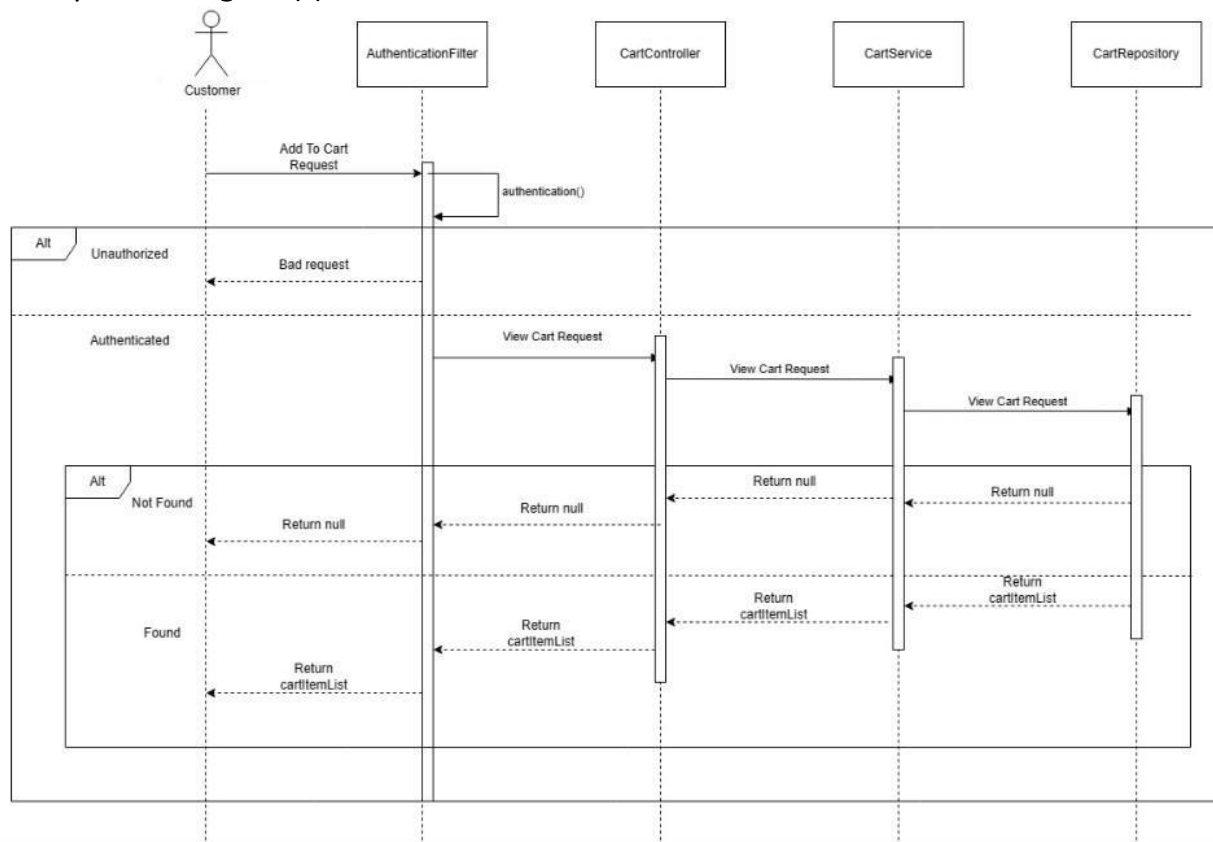 AuthenticationFilter
CartController
CartService
CartRepository
Customer
Add To Cart
Request
authentication()
Alt
Unauthorized
Bad request
Authenticated
View Cart Request
View Cart Request
View Cart Request
Alt
Not Found
Return null
Return null
Return null
Return null
Found
Return
cartItemList
Return
cartItemList
Return
cartItemList
Return
cartItemList